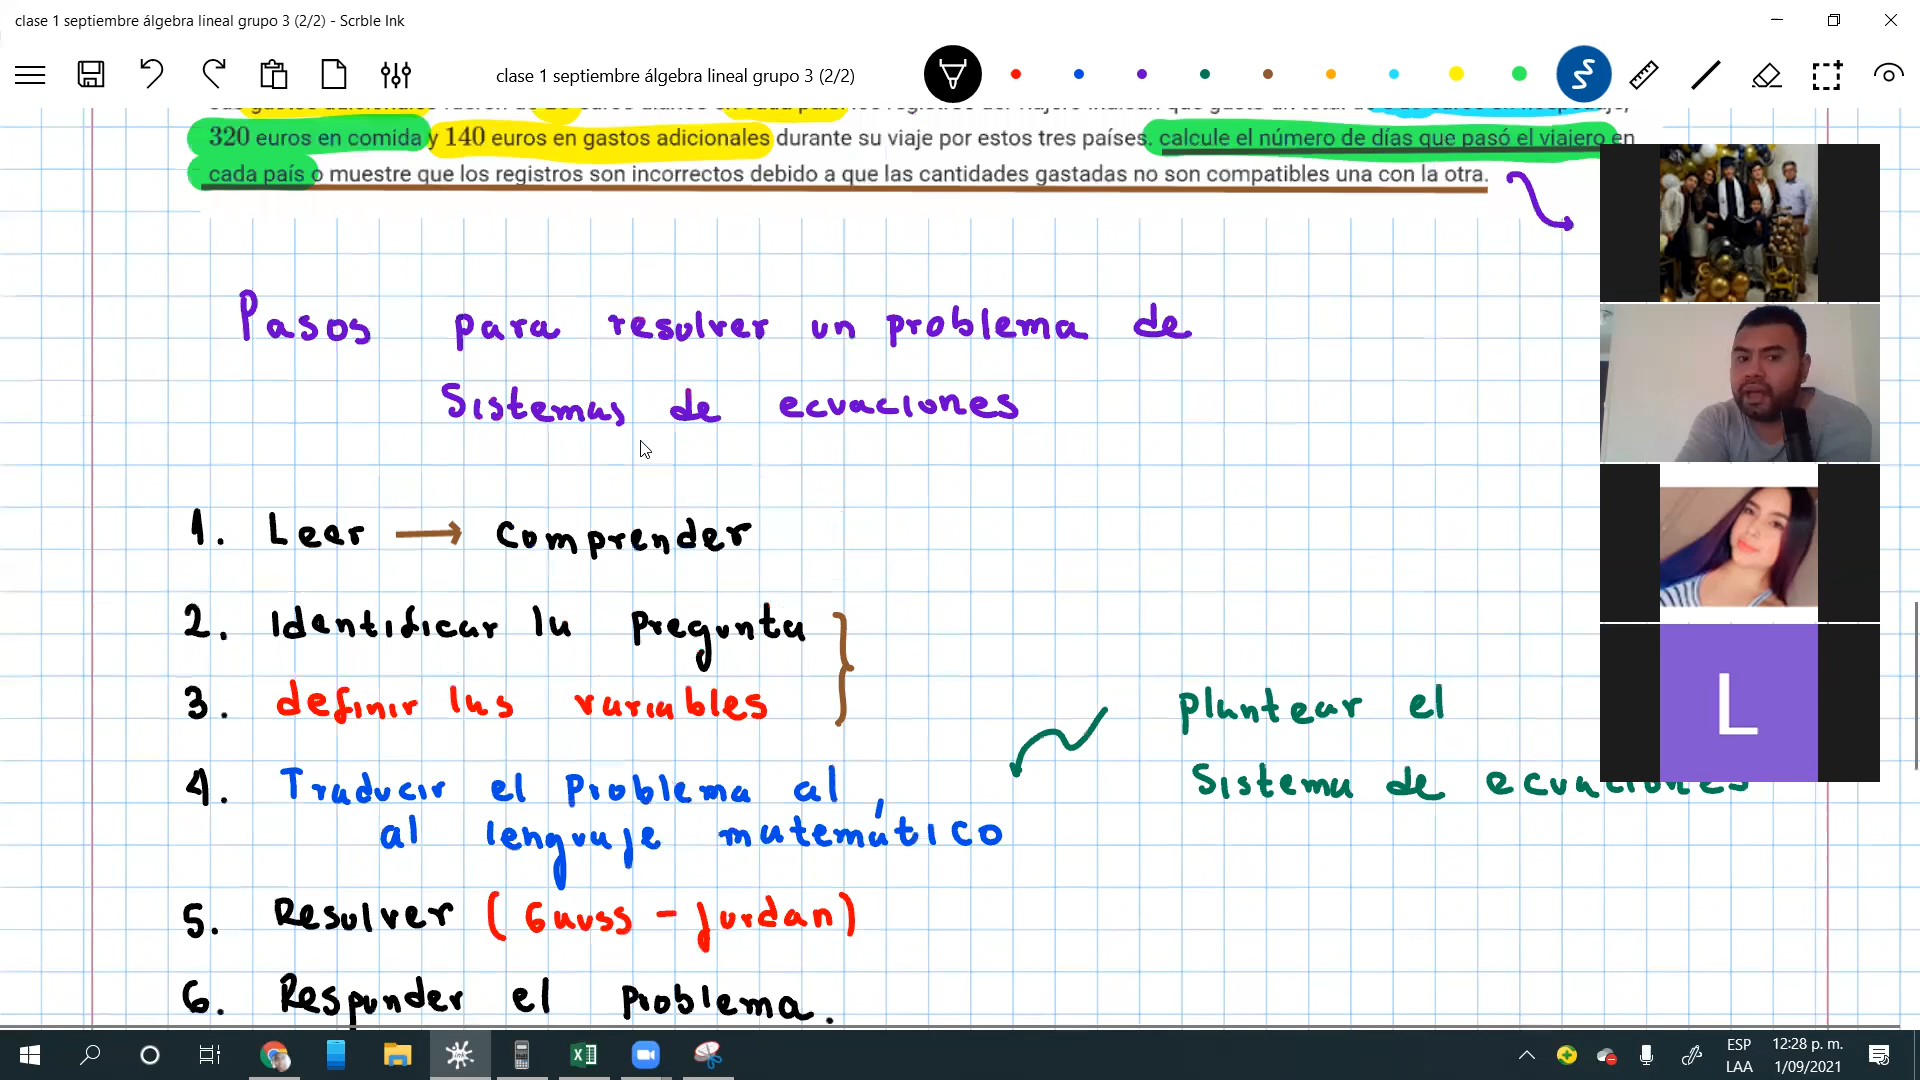 clase 1 septiembre álgebra lineal grupo 3 (2/2) - Scrble Ink
clase 1 septiembre álgebra lineal grupo 3 (2/2)
320 euros en comida y 140 euros en gastos adicionales durante su viaje por estos tres países. calcule el número de días que pasó el viajero en
cada país o muestre que los registros son incorrectos debido a que las cantidades gastadas no son compatibles una con la otra.
Pasos para resolver un problema de
Sistemas de ecuaciones
1. Leer → Comprender
2. Identificar la pregunta
3. definir las variables
Plantear el
Sistema de ecuaciones
4. Traducir el Problema al
al lenguaje matemático
5. Resolver (Gauss - Jordan)
6. Responder el problema.
L
ESP
LAA
12:28 p. m.
1/09/2021